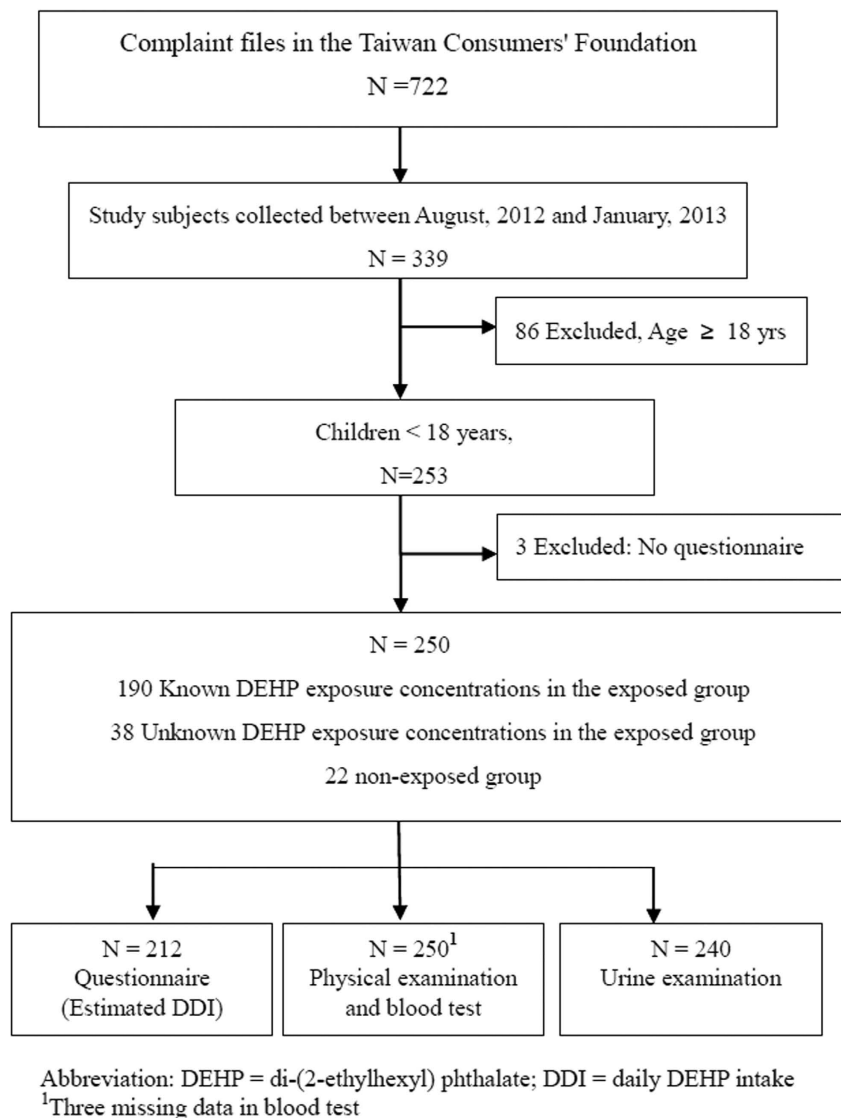 Complaint files in the Taiwan Consumers' Foundation
N =722
Study subjects collected between August, 2012 and January, 2013
N = 339
86 Excluded, Age ≥ 18 yrs
Children < 18 years,
N=253
3 Excluded: No questionnaire
N = 250
190 Known DEHP exposure concentrations in the exposed group
38 Unknown DEHP exposure concentrations in the exposed group
22 non-exposed group
N = 212
Questionnaire
(Estimated DDI)
N = 250¹
Physical examination
and blood test
N = 240
Urine examination
Abbreviation: DEHP = di-(2-ethylhexyl) phthalate; DDI = daily DEHP intake
¹Three missing data in blood test